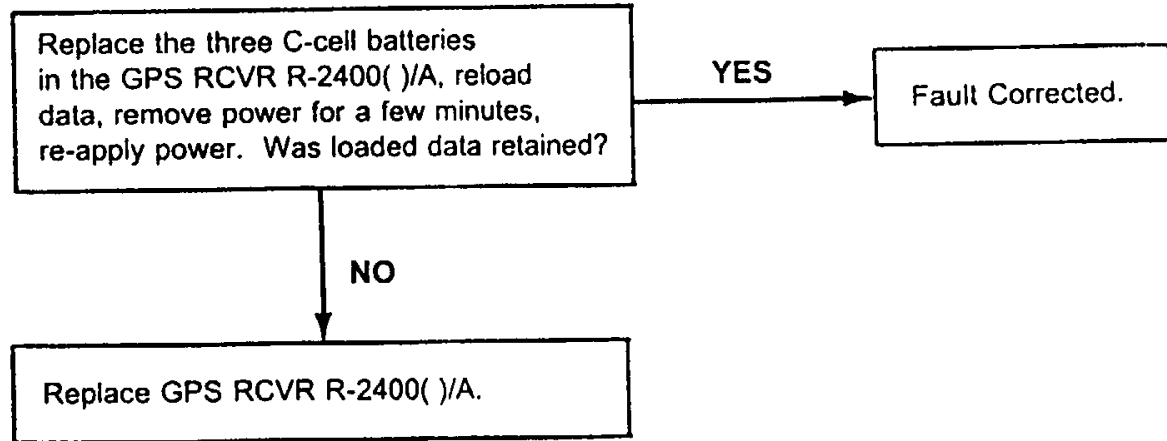 Replace the three C-cell batteries
in the GPS RCVR R-2400( )/A, reload
data, remove power for a few minutes,
re-apply power. Was loaded data retained?
YES
Fault Corrected.
NO
Replace GPS RCVR R-2400( )/A.